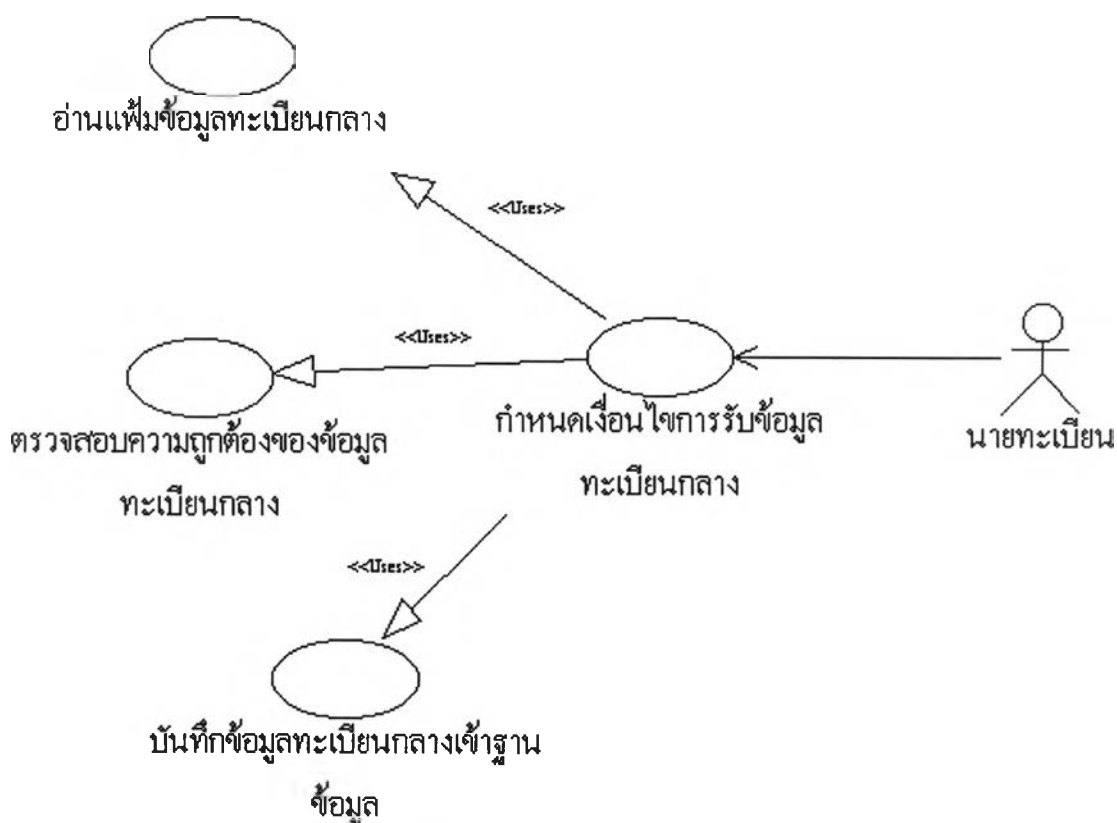 อ่านแฟ้มข้อมูลทะเบียนกลาง
<<Uses>>
<<Uses>>
ตรวจสอบความถูกต้องของข้อมูล
ทะเบียนกลาง
กำหนดเงื่อนไขการรับข้อมูล
ทะเบียนกลาง
นายทะเบียน
<<Uses>>
บันทึกข้อมูลทะเบียนกลางเข้าฐาน
ข้อมูล